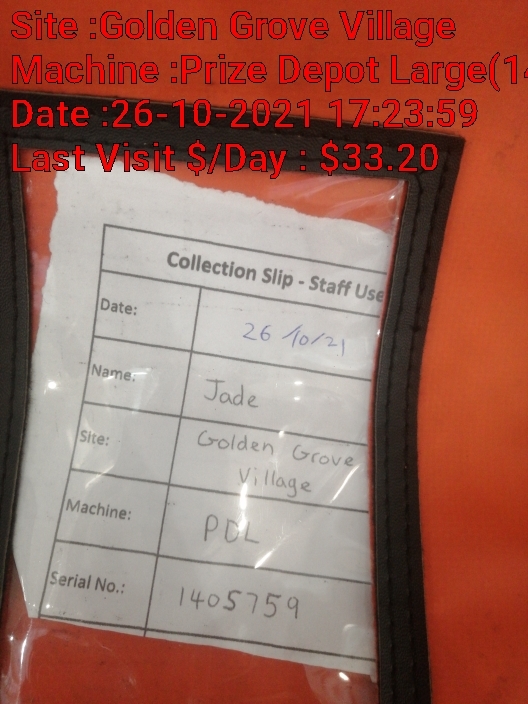 Site :Golden Grove Village
Machine :Prize Depot Large(14
Date :26-10-2021 17:23:59
Last Visit $/Day : $33.20
Collection Slip - Staff Use
Date: 26/10/21
Name: Jade
Site: Golden Grove
Village
Machine: PDL
Serial No.: 1405759